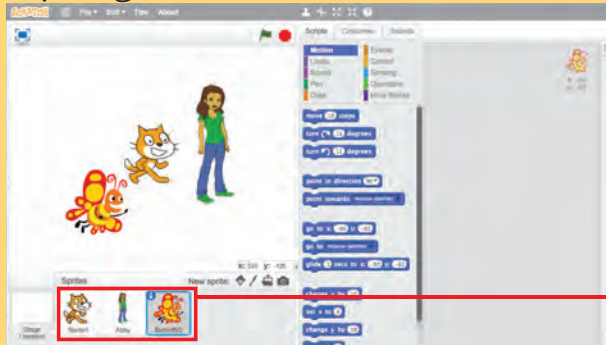 SCRATCH File Edit Tips About
Scripts Costumes Sounds
Motion Events
Looks Control
Sound Sensing
Pen Operators
Data More Blocks
move 10 steps
turn 15 degrees
turn 15 degrees
point in direction 90
point towards mouse-pointer
go to x: y:
go to mouse-pointer
glide 1 secs to x: y:
change x by 10
set x to 0
change y by 10
Sprites New sprite:
Sprite1 Abby Butterfly1
Stage